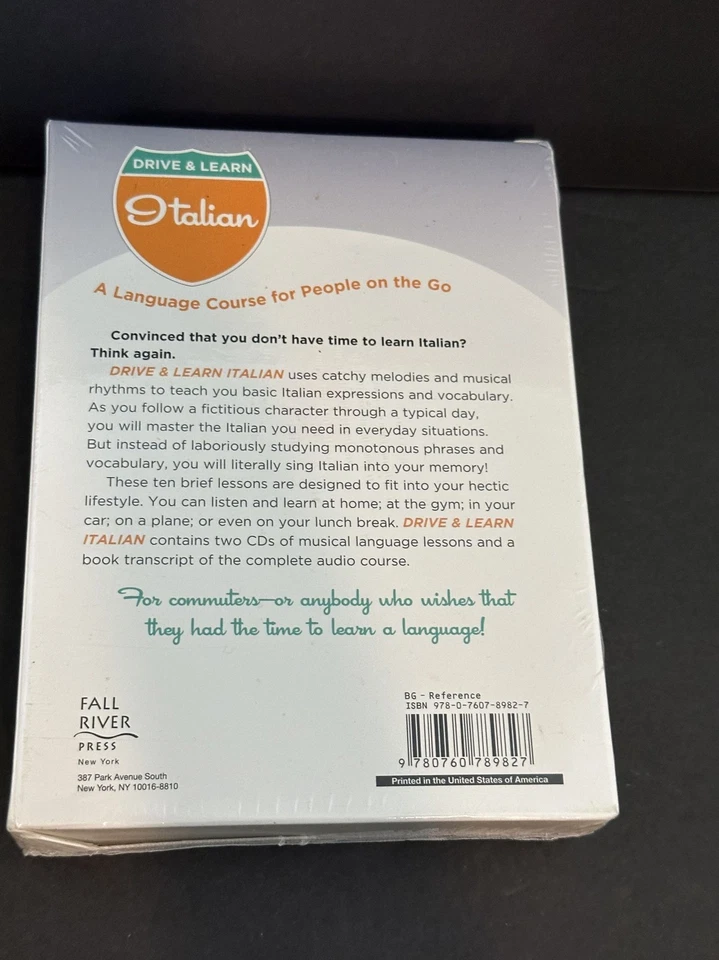 DRIVE & LEARN
Italian
A Language Course for People on the Go
Convinced that you don't have time to learn Italian?
Think again.
DRIVE & LEARN ITALIAN uses catchy melodies and musical
rhythms to teach you basic Italian expressions and vocabulary.
As you follow a fictitious character through a typical day,
you will master the Italian you need in everyday situations.
But instead of laboriously studying monotonous phrases and
vocabulary, you will literally sing Italian into your memory!
These ten brief lessons are designed to fit into your hectic
lifestyle. You can listen and learn at home; at the gym; in your
car; on a plane; or even on your lunch break. DRIVE & LEARN
ITALIAN contains two CDs of musical language lessons and a
book transcript of the complete audio course.
For commuters—or anybody who wishes that
they had the time to learn a language!
FALL
RIVER
PRESS
New York
387 Park Avenue South
New York, NY 10016-8810
BG - Reference
ISBN 978-0-7607-8982-7
9 780760 789827
Printed in the United States of America